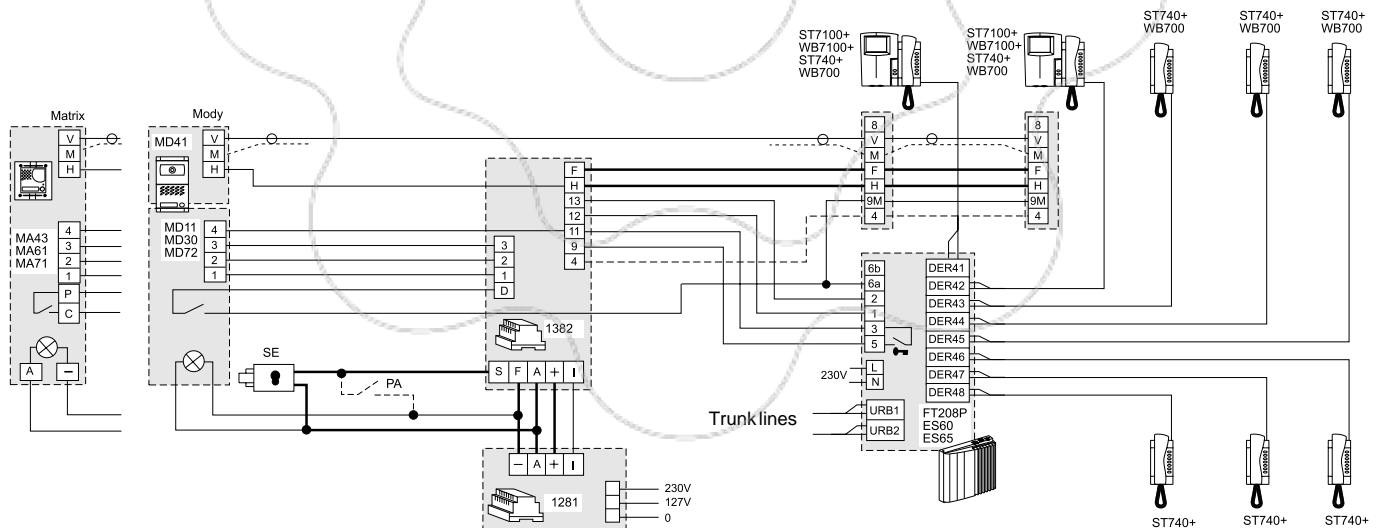 ST7100+
WB7100+
ST740+
WB700
ST7100+
WB7100+
ST740+
WB700
ST740+
WB700
ST740+
WB700
ST740+
WB700
Matrix
V
M
H
MA43
MA61
MA71
4
3
2
1
P
C
A
–
Mody
MD41
V
M
H
MD11
MD30
MD72
4
3
2
1
SE
PA
F
H
13
12
11
9
4
3
2
1
D
1382
S
F
A
+
I
–
A
+
I
1281
230V
127V
0
8
V
M
F
H
9M
4
8
V
M
F
H
9M
4
6b
6a
2
1
3
5
230V
L
N
Trunk lines
URB1
URB2
DER41
DER42
DER43
DER44
DER45
DER46
DER47
DER48
FT208P
ES60
ES65
ST740+
ST740+
ST740+